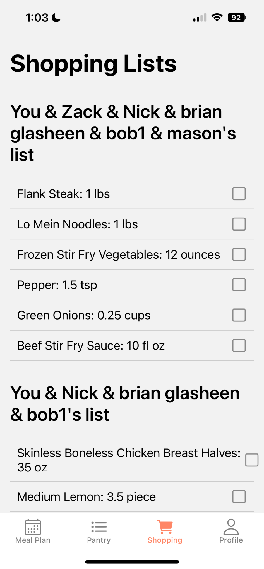 1:03
92
Shopping Lists
You & Zack & Nick & brian
glasheen & bob1 & mason's
list
Flank Steak: 1 lbs
Lo Mein Noodles: 1 lbs
Frozen Stir Fry Vegetables: 12 ounces
Pepper: 1.5 tsp
Green Onions: 0.25 cups
Beef Stir Fry Sauce: 10 fl oz
You & Nick & brian glasheen
& bob1's list
Skinless Boneless Chicken Breast Halves:
35 oz
Medium Lemon: 3.5 piece
Meal Plan Pantry Shopping Profile